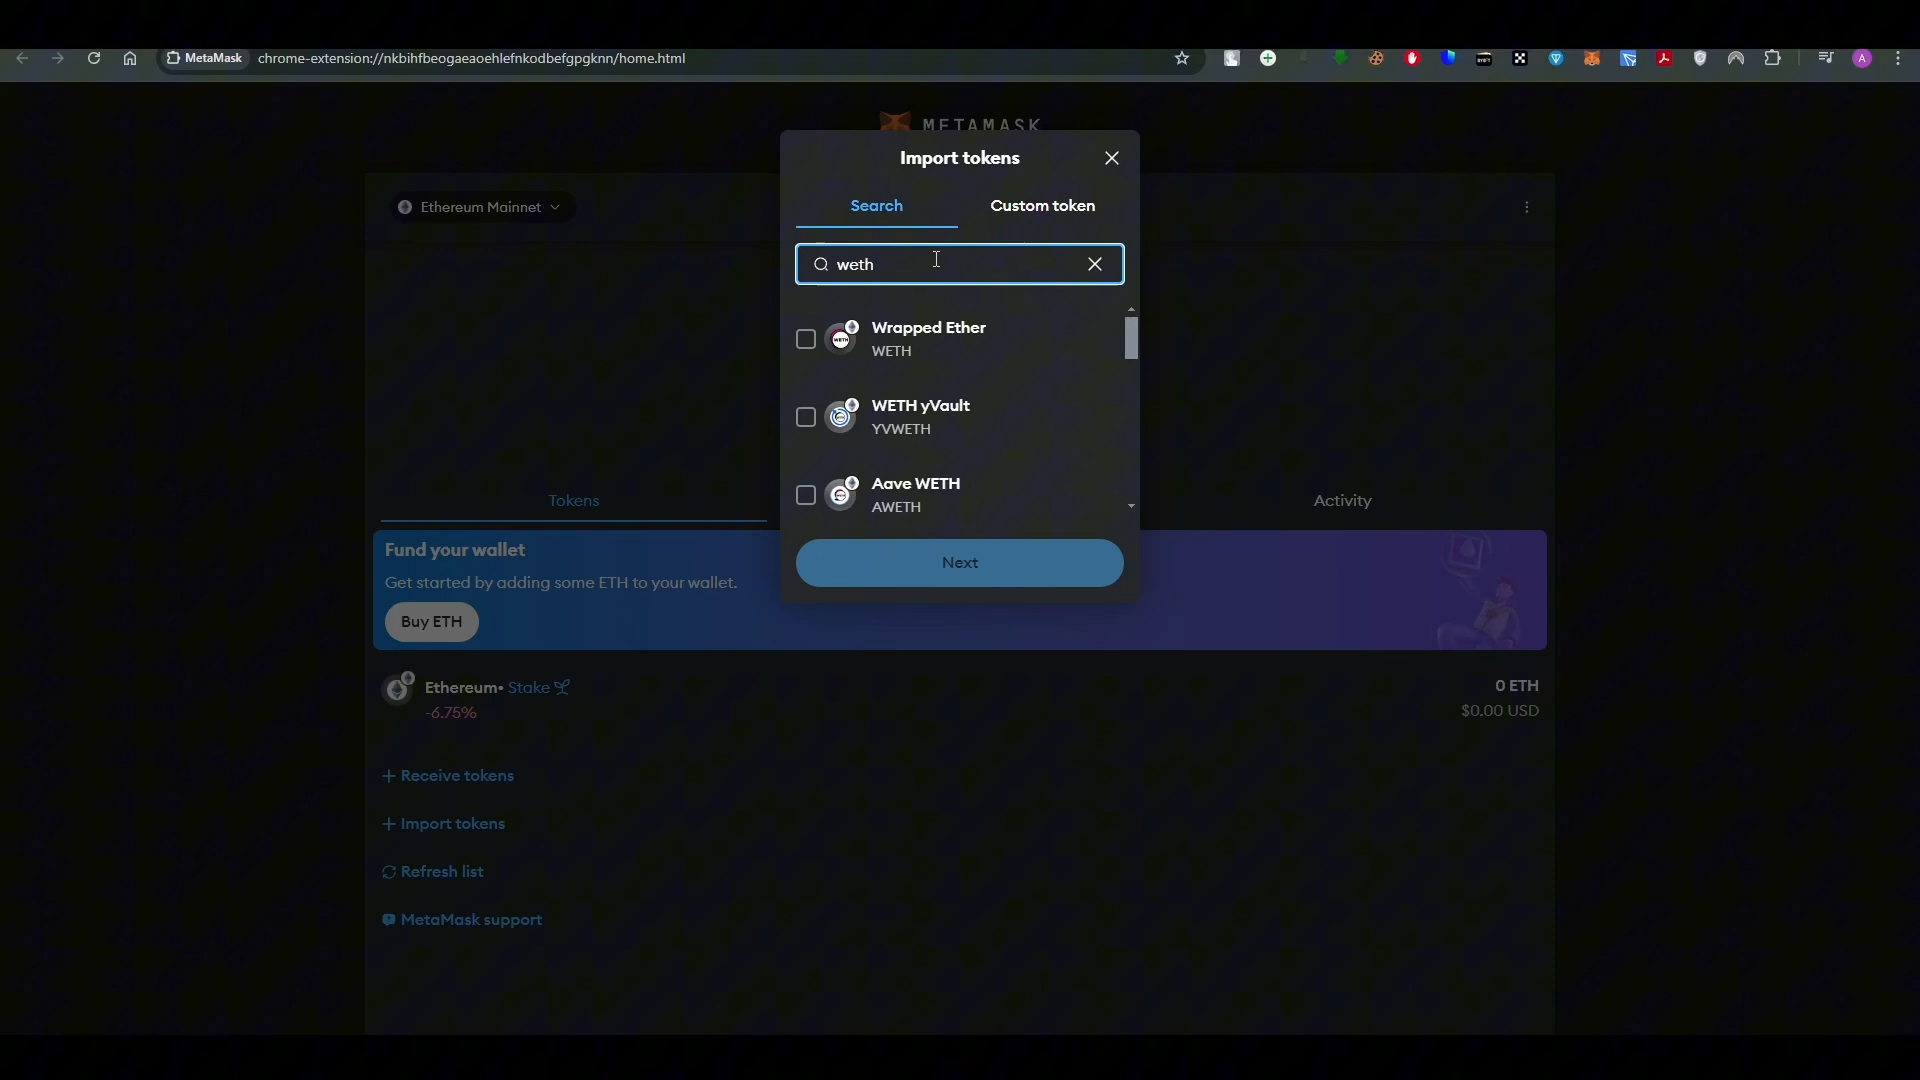 MetaMask
chrome-extension://nkbihfbeogaeaoehlefnkodbefgpgknn/home.html
A
METAMASK
Import tokens
Ethereum Mainnet
Search
Custom token
weth
Wrapped Ether
WETH
WETH yVault
YVWETH
Aave WETH
AWETH
Tokens
Activity
Next
Fund your wallet
Get started by adding some ETH to your wallet.
Buy ETH
Ethereum• Stake
0 ETH
-6.75%
$0.00 USD
+ Receive tokens
+ Import tokens
Refresh list
MetaMask support